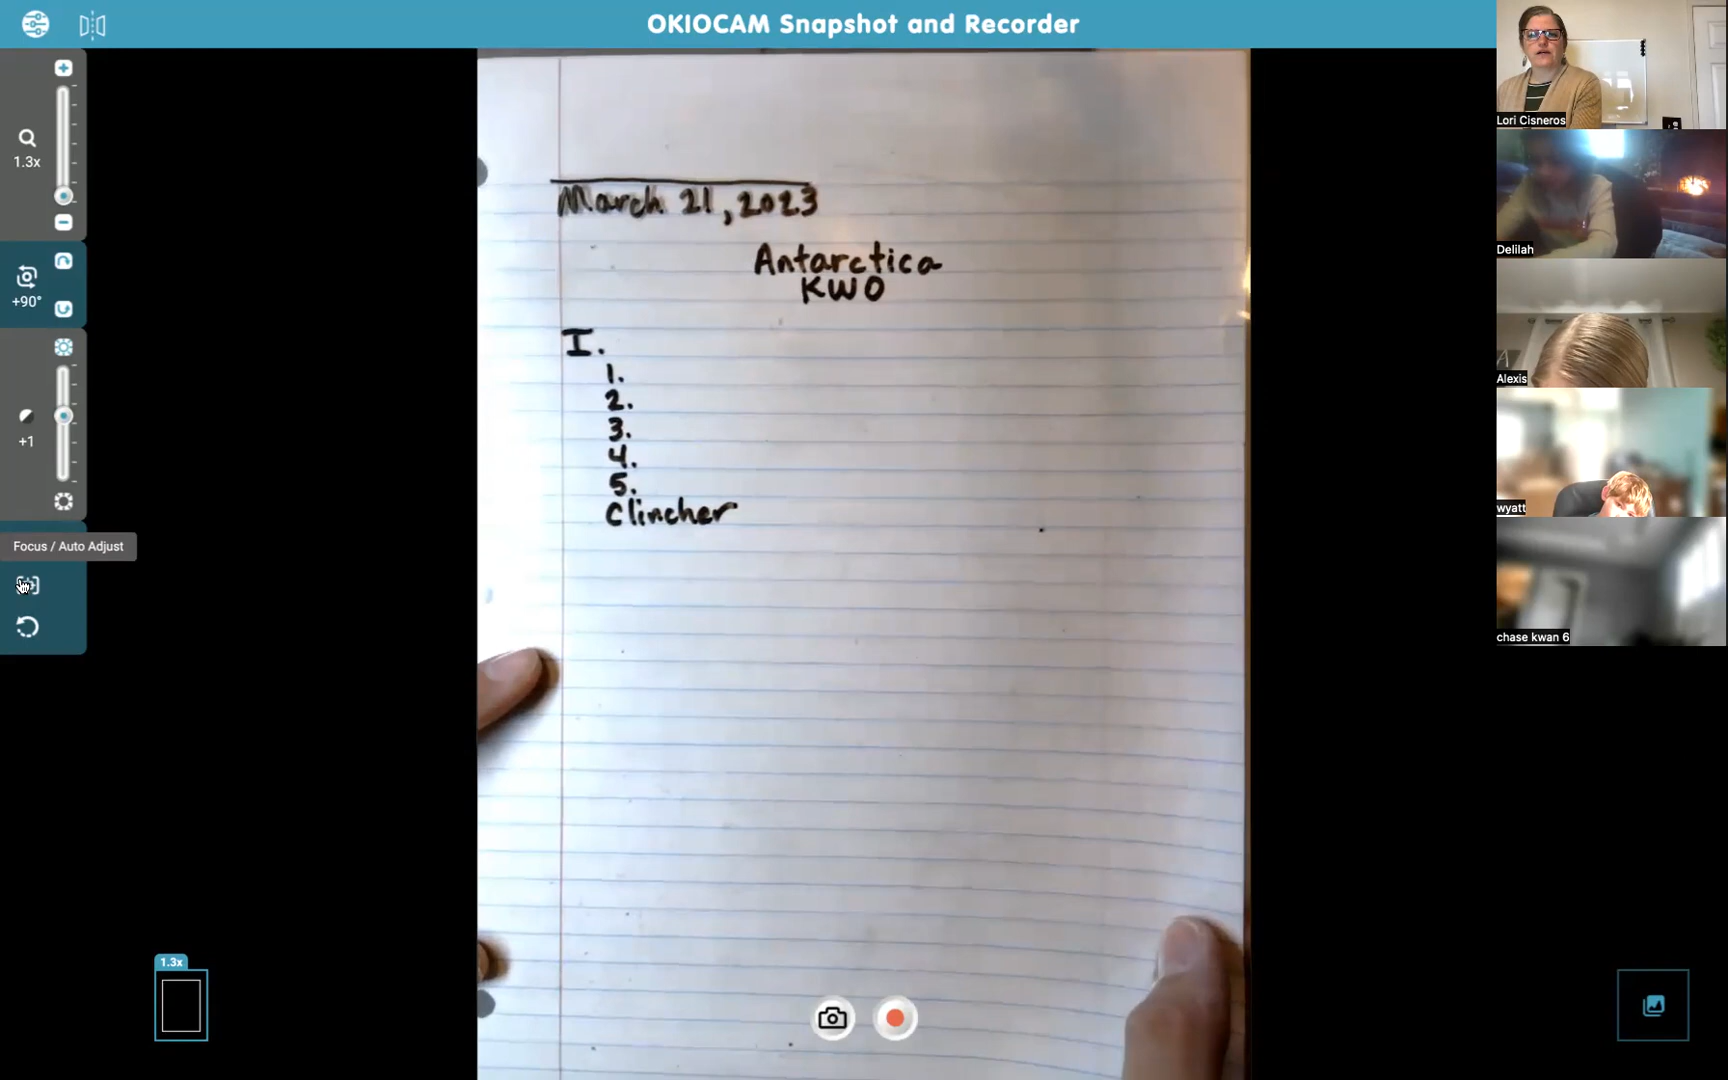 OKIOCAM Snapshot and Recorder
1.3x
+90°
+1
Focus / Auto Adjust
1.3x
March 21, 2023
Antarctica
KWO
I.
1.
2.
3.
4.
5.
Clincher
Lori Cisneros
Delilah
Alexis
wyatt
chase kwan 6